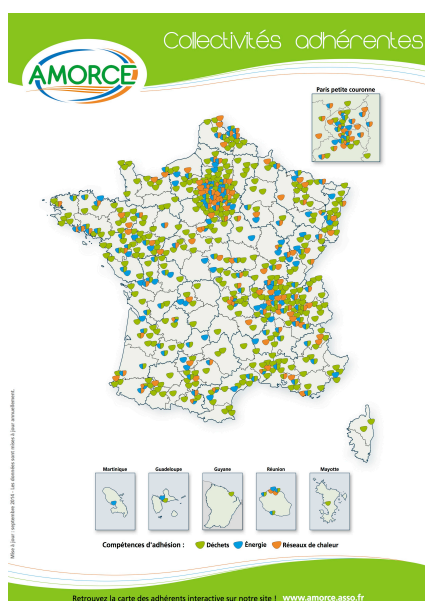 Collectivités adhérentes
AMORCE
Paris petite couronne
Martinique
Guadeloupe
Guyane
Réunion
Mayotte
Compétences d'adhésion : Déchets Énergie Réseaux de chaleur
Mise à jour : septembre 2016 - Les données sont mises à jour annuellement.
Retrouvez la carte des adhérents interactive sur notre site ! www.amorce.asso.fr